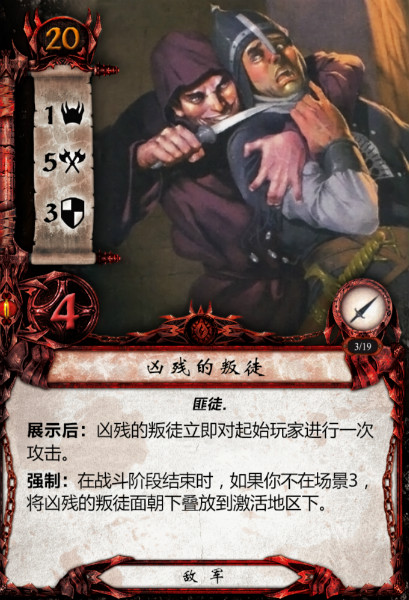 20
1
5
3
4
3/19
凶残的叛徒
匪徒.
展示后：凶残的叛徒立即对起始玩家进行一次
攻击。
强制：在战斗阶段结束时，如果你不在场景3，
将凶残的叛徒面朝下叠放到激活地区下。
敌 军